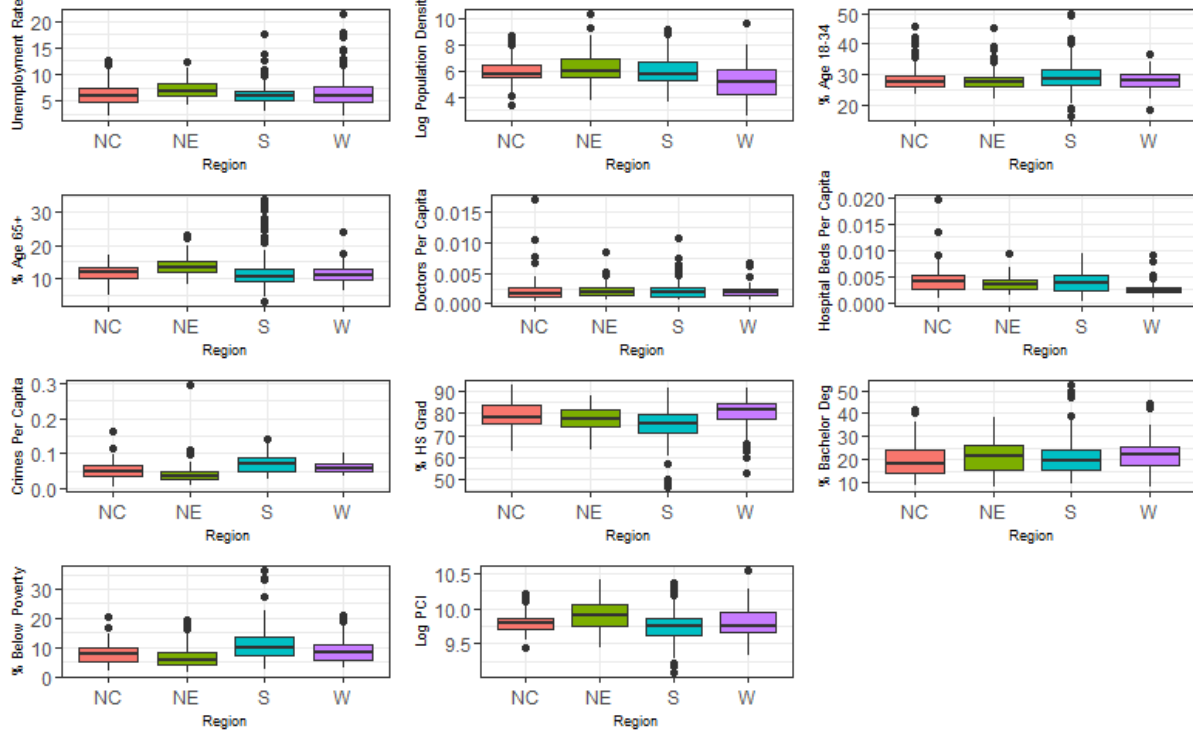 Unemployment Rate
20
15
10
5
NC NE S W
Region
Log Population Densit
10
8
6
4
NC NE S W
Region
% Age 18-34
50
40
30
20
NC NE S W
Region
% Age 65+
30
20
10
NC NE S W
Region
Doctors Per Capita
0.015
0.010
0.005
0.000
NC NE S W
Region
Hospital Beds Per Capita
0.020
0.015
0.010
0.005
0.000
NC NE S W
Region
Crimes Per Capita
0.3
0.2
0.1
0.0
NC NE S W
Region
% HS Grad
90
80
70
60
50
NC NE S W
Region
% Bachelor Deg
50
40
30
20
10
NC NE S W
Region
% Below Poverty
30
20
10
0
NC NE S W
Region
Log PCI
10.5
10.0
9.5
NC NE S W
Region